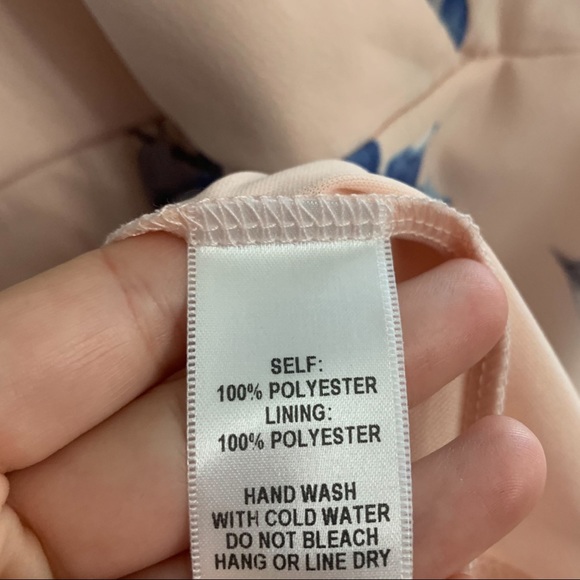 SELF:
100% POLYESTER
LINING:
100% POLYESTER
HAND WASH
WITH COLD WATER
DO NOT BLEACH
HANG OR LINE DRY